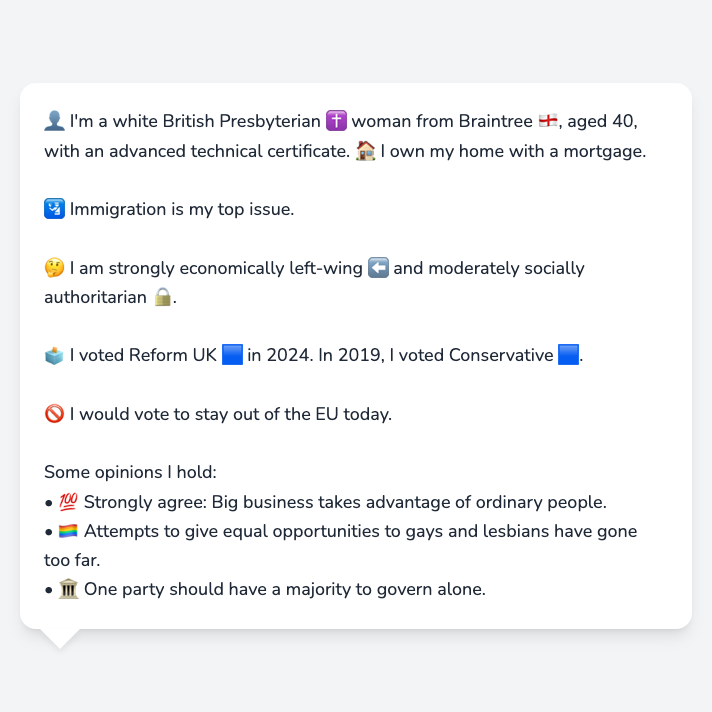 👤 I'm a white British Presbyterian ✝️ woman from Braintree 🏴󠁧󠁢󠁥󠁮󠁧󠁿, aged 40,
with an advanced technical certificate. 🏠 I own my home with a mortgage.
🛂 Immigration is my top issue.
🤔 I am strongly economically left-wing ⬅️ and moderately socially
authoritarian 🔒.
🗳️ I voted Reform UK 🟦 in 2024. In 2019, I voted Conservative 🟦.
🚫 I would vote to stay out of the EU today.
Some opinions I hold:
• 💯 Strongly agree: Big business takes advantage of ordinary people.
• 🏳️‍🌈 Attempts to give equal opportunities to gays and lesbians have gone
too far.
• 🏛️ One party should have a majority to govern alone.